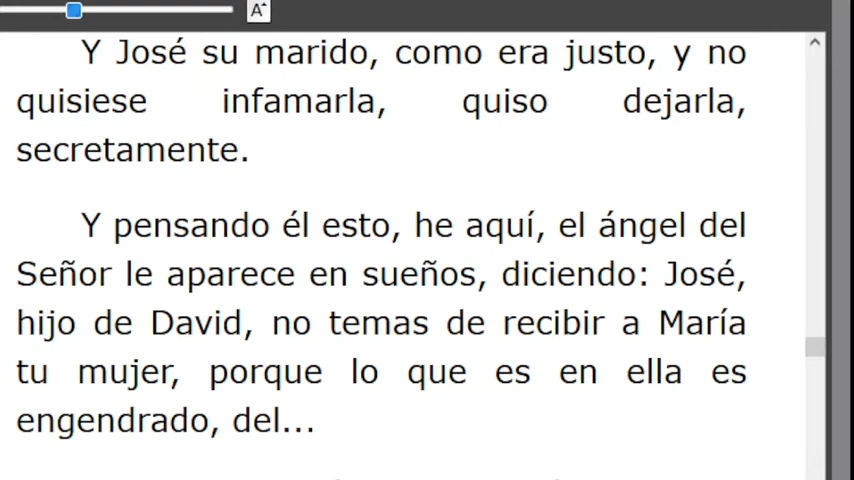 A
Y José su marido, como era justo, y no
quisiese infamarla, quiso dejarla,
secretamente.
Y pensando él esto, he aquí, el ángel del
Señor le aparece en sueños, diciendo: José,
hijo de David, no temas de recibir a María
tu mujer, porque lo que es en ella es
engendrado, del...